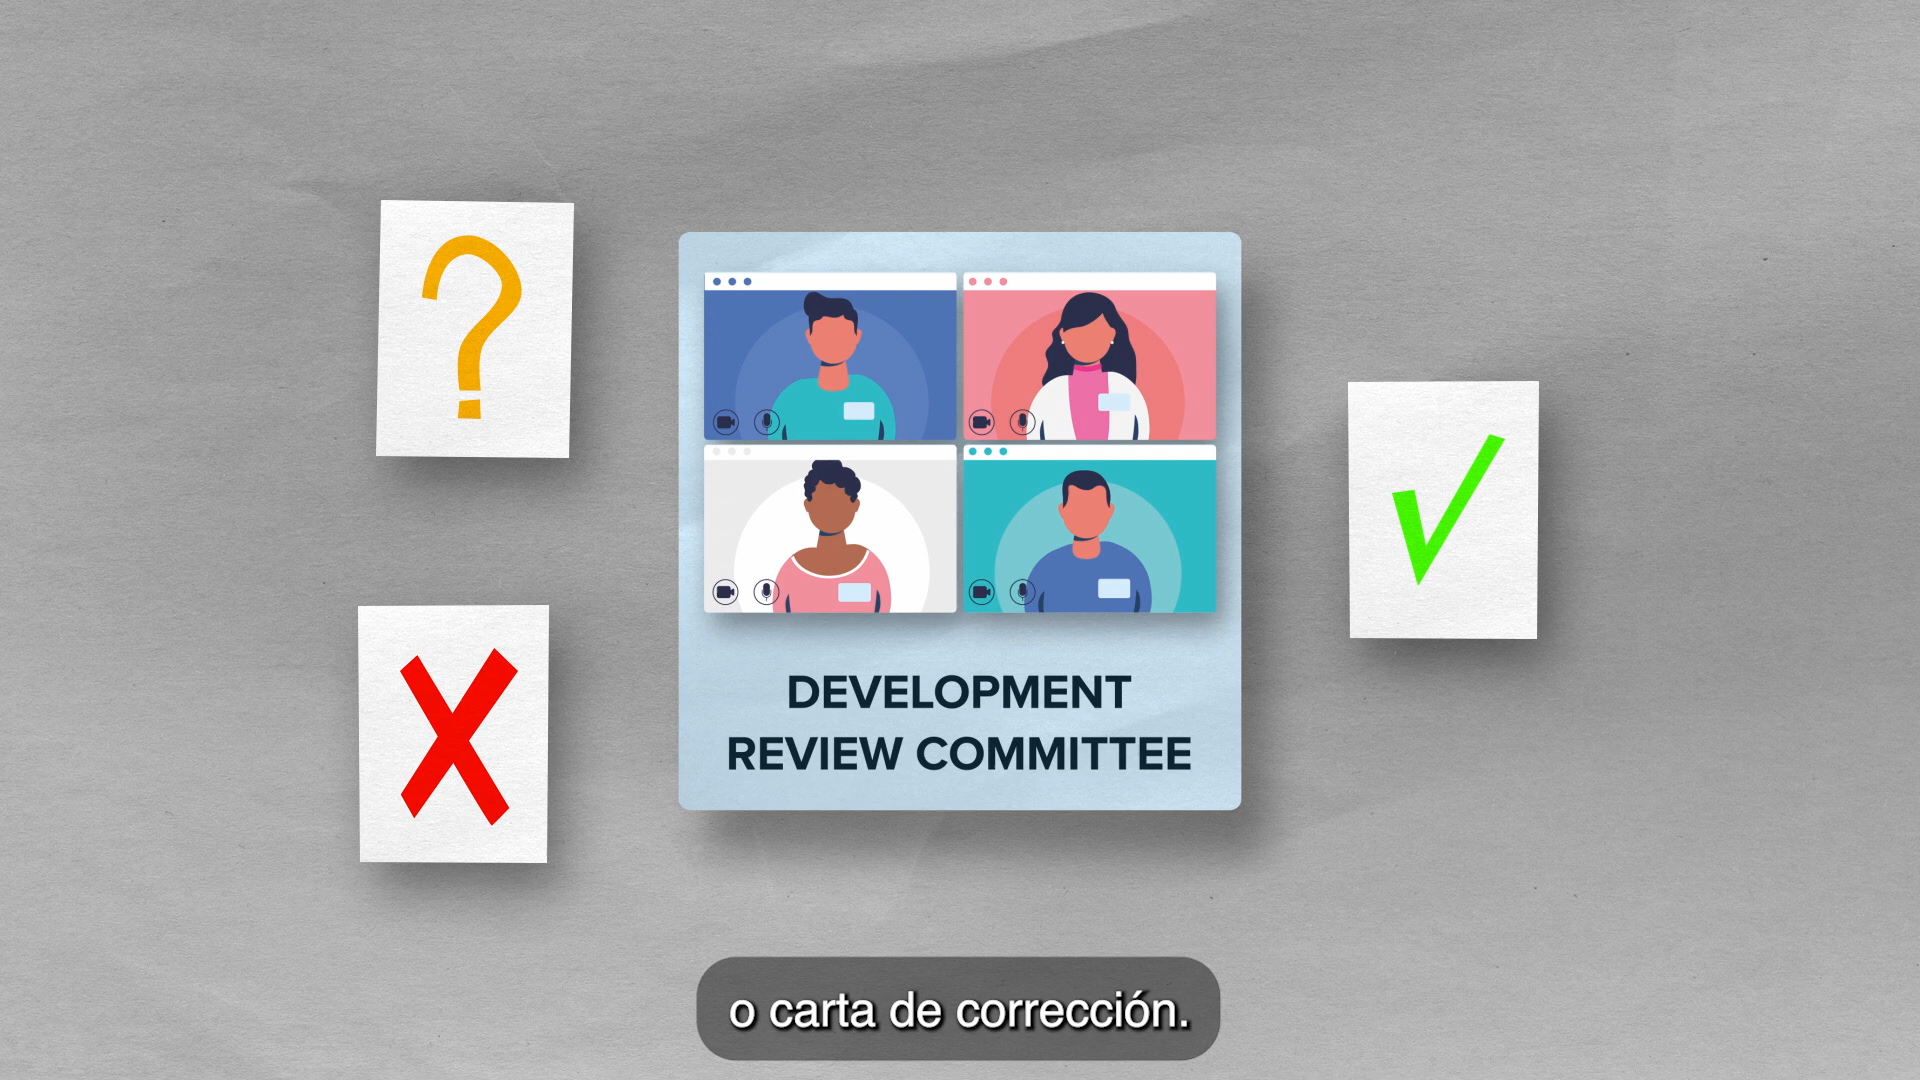 ?
X
✓
DEVELOPMENT
REVIEW COMMITTEE
o carta de corrección.